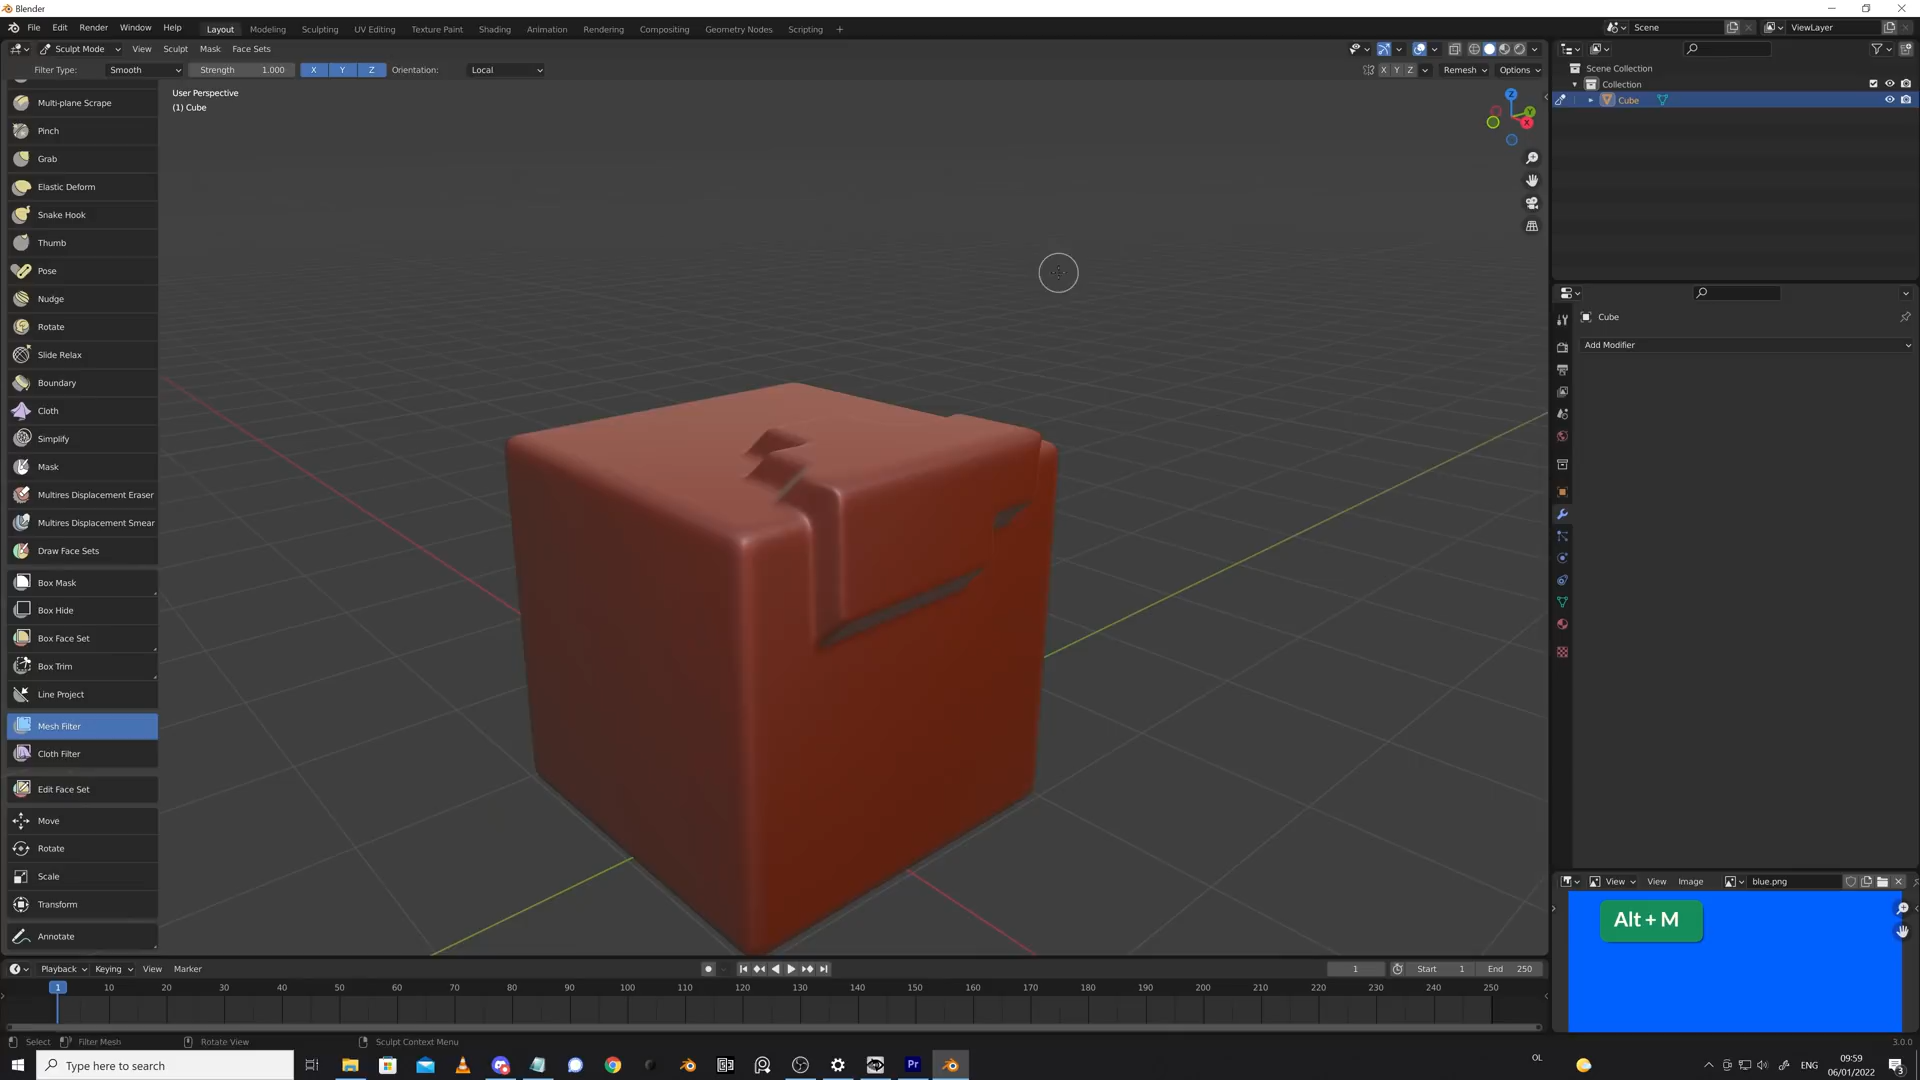 Blender
File Edit Render Window Help Layout Modeling Sculpting UV Editing Texture Paint Shading Animation Rendering Compositing Geometry Nodes Scripting + Scene ViewLayer
Sculpt Mode View Sculpt Mask Face Sets
Filter Type: Smooth Strength 1.000 X Y Z Orientation: Local X Y Z Remesh Options
User Perspective
(1) Cube
Multi-plane Scrape
Pinch
Grab
Elastic Deform
Snake Hook
Thumb
Pose
Nudge
Rotate
Slide Relax
Boundary
Cloth
Simplify
Mask
Multires Displacement Eraser
Multires Displacement Smear
Draw Face Sets
Box Mask
Box Hide
Box Face Set
Box Trim
Line Project
Mesh Filter
Cloth Filter
Edit Face Set
Move
Rotate
Scale
Transform
Annotate
Z
Y
X
Scene Collection
Collection
Cube
Cube
Add Modifier
View View Image blue.png
Alt + M
Playback Keying View Marker 1 Start 1 End 250
1 10 20 30 40 50 60 70 80 90 100 110 120 130 140 150 160 170 180 190 200 210 220 230 240 250
Select Filter Mesh Rotate View Sculpt Context Menu 3.0.0
Type here to search
Pr
OL
ENG
09:59
06/01/2022
3